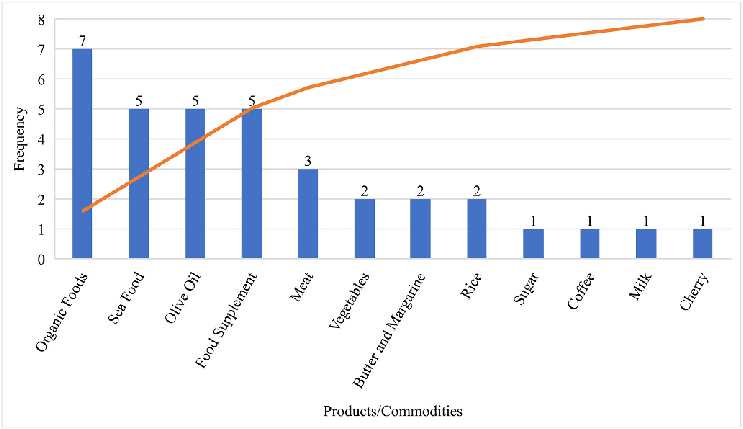 8
7
6
5
4
3
2
1
0
Frequency
7
5
5
5
3
2
2
2
1
1
1
1
Organic Foods
Sea Food
Olive Oil
Food Supplement
Meat
Vegetables
Butter and Margarine
Rice
Sugar
Coffee
Milk
Cherry
Products/Commodities